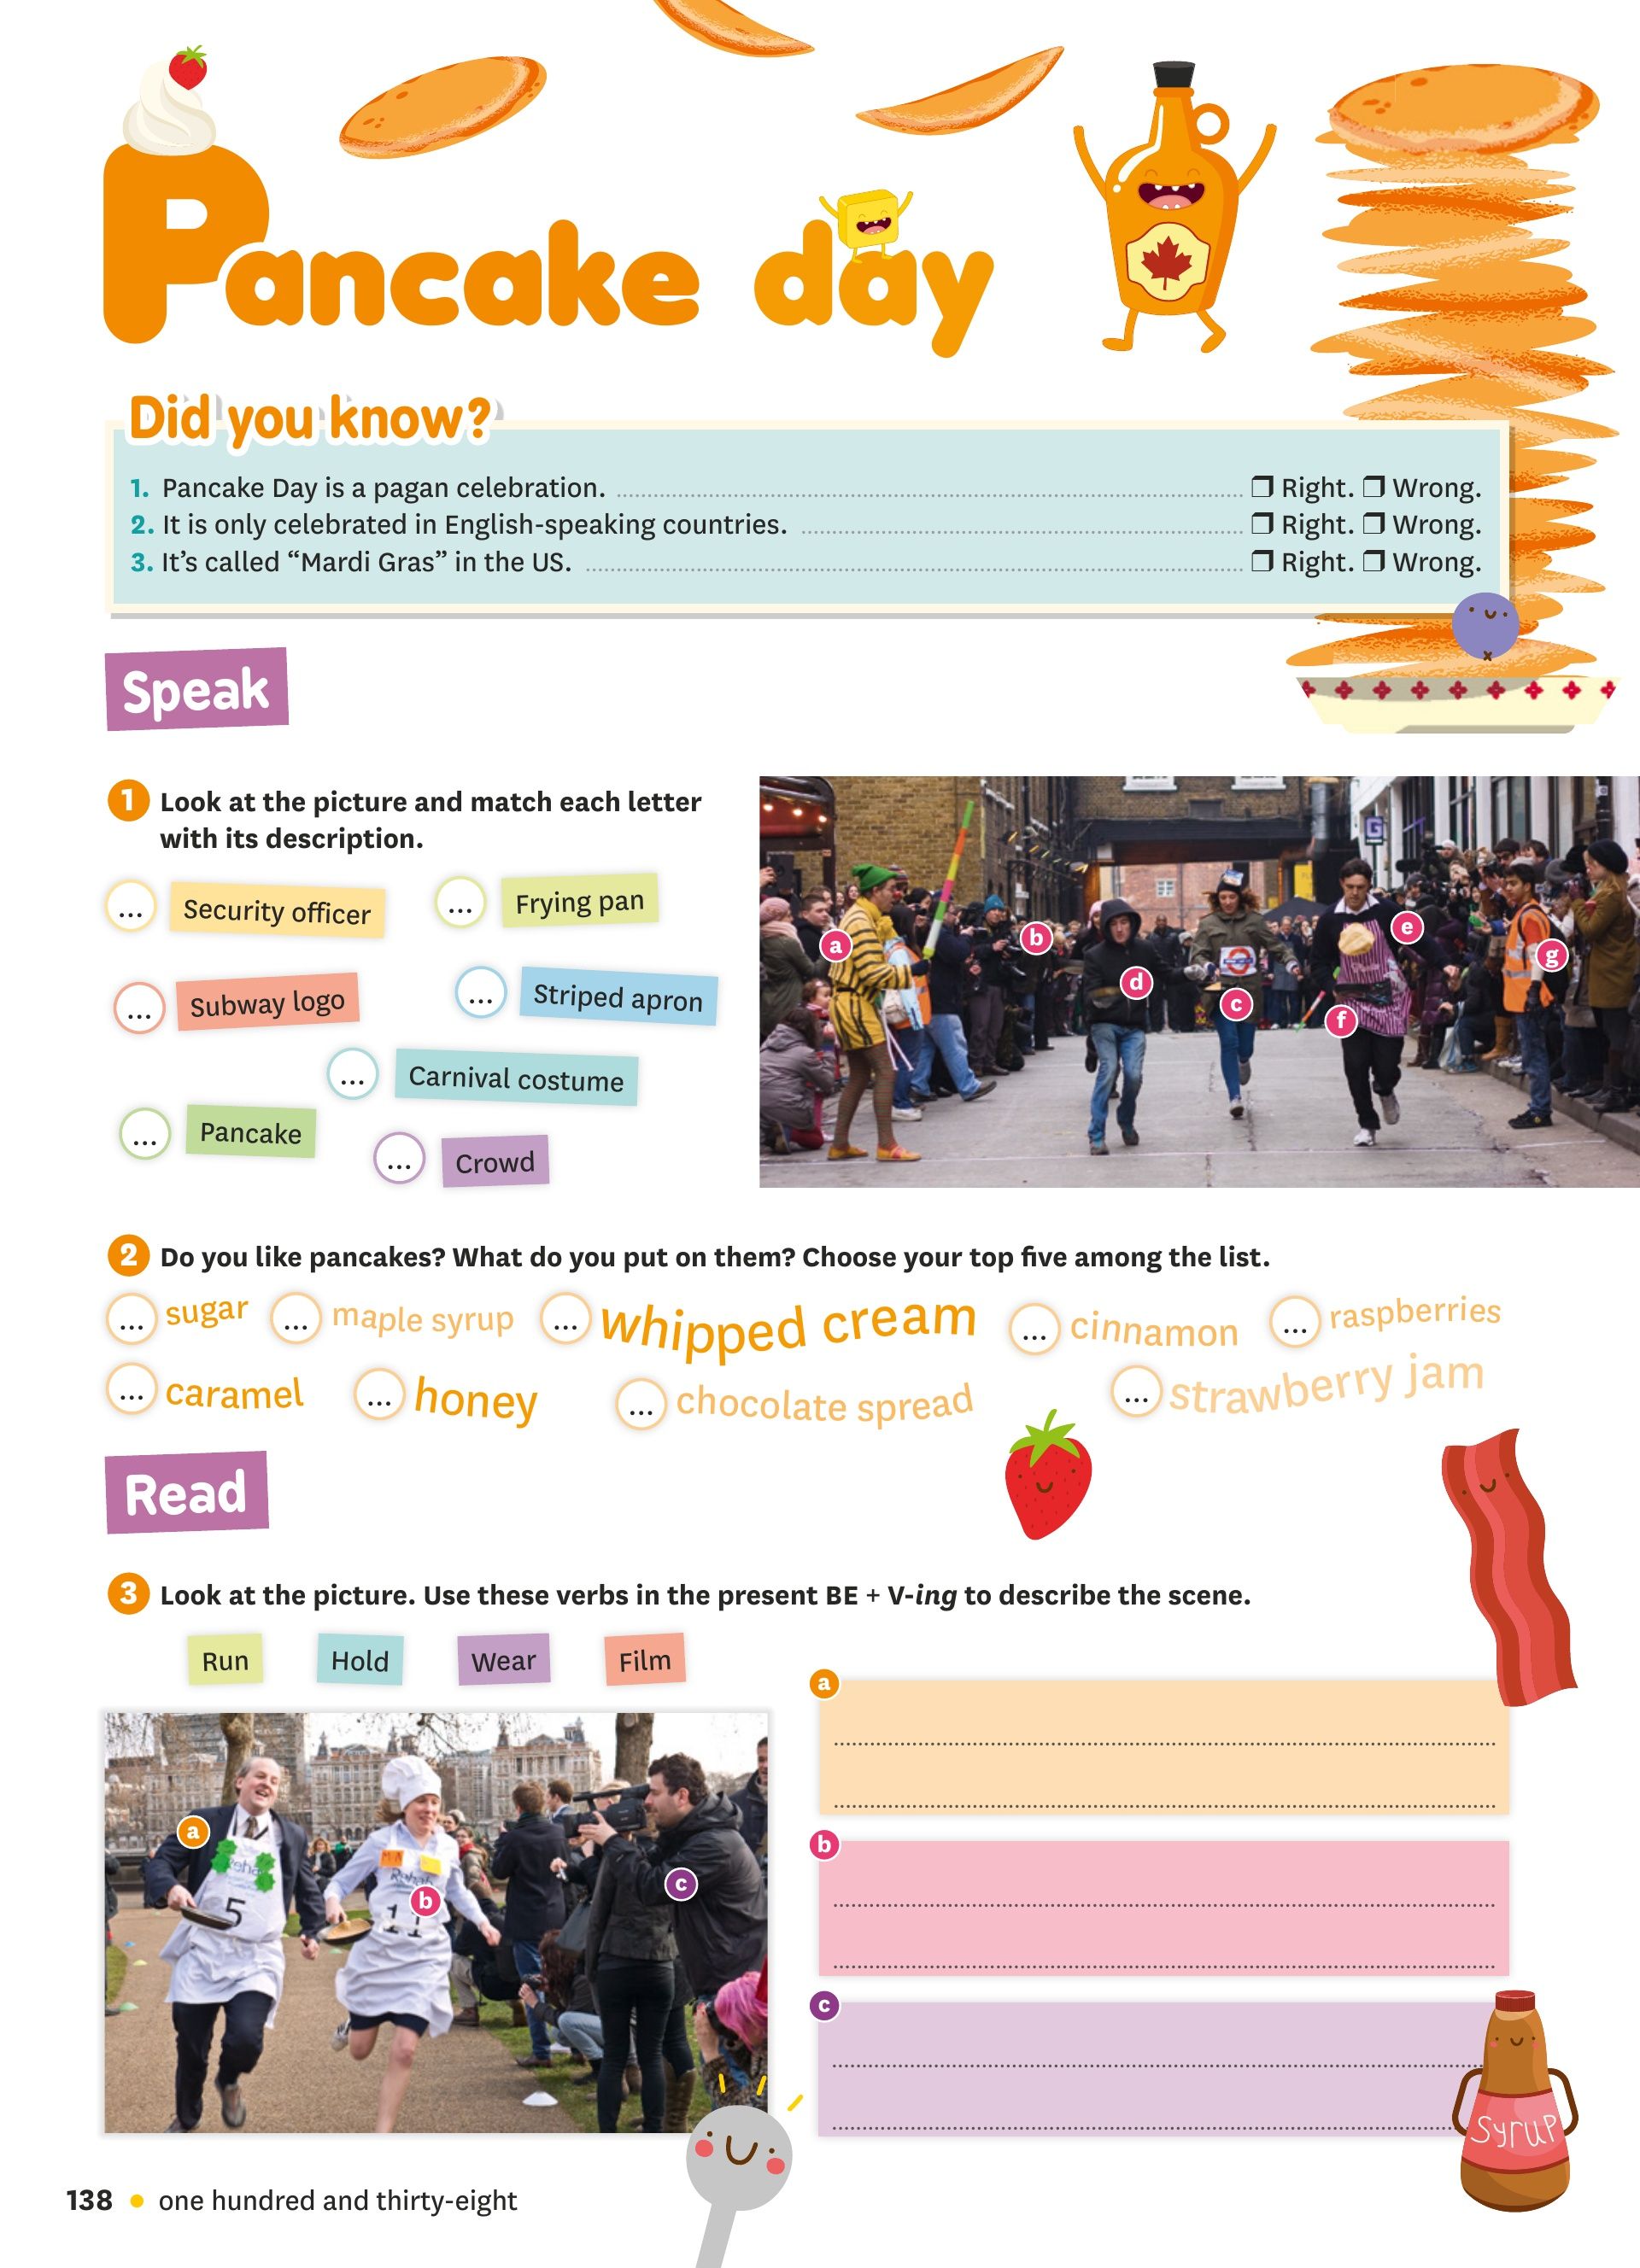 Pancake day
Did you know?
1. Pancake Day is a pagan celebration. ❒ Right. ❒ Wrong.
2. It is only celebrated in English-speaking countries. ❒ Right. ❒ Wrong.
3. It’s called “Mardi Gras” in the US. ❒ Right. ❒ Wrong.
Speak
1 Look at the picture and match each letter
with its description.
... Security officer ... Frying pan
... Subway logo ... Striped apron
... Carnival costume
... Pancake
... Crowd
a
b
d
c
e
f
g
G
2 Do you like pancakes? What do you put on them? Choose your top five among the list.
... sugar ... maple syrup ... whipped cream ... cinnamon ... raspberries
... caramel ... honey ... chocolate spread ... strawberry jam
Read
3 Look at the picture. Use these verbs in the present BE + V-ing to describe the scene.
Run Hold Wear Film
a
5
b
11
c
a
b
c
Syrup
138 • one hundred and thirty-eight